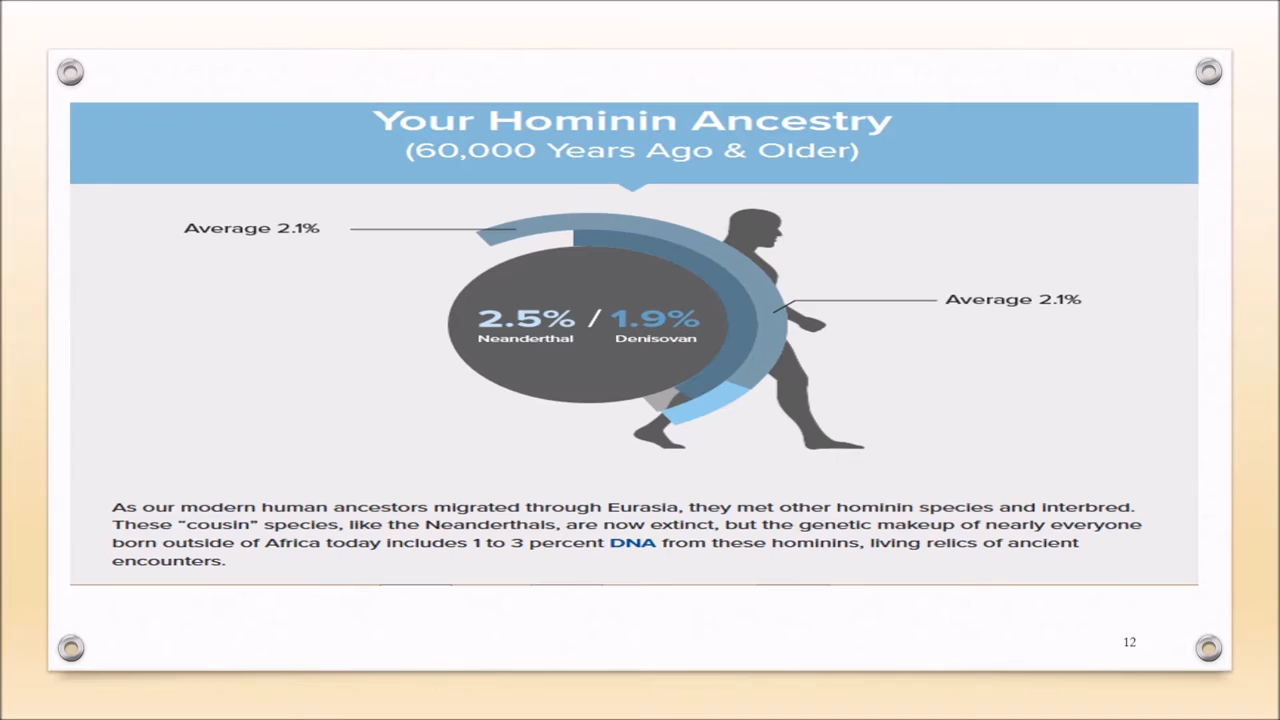 Your Hominin Ancestry
(60,000 Years Ago & Older)
Average 2.1%
Average 2.1%
2.5% / 1.9%
Neanderthal Denisovan
As our modern human ancestors migrated through Eurasia, they met other hominin species and interbred.
These "cousin" species, like the Neanderthals, are now extinct, but the genetic makeup of nearly everyone
born outside of Africa today includes 1 to 3 percent DNA from these hominins, living relics of ancient
encounters.
12